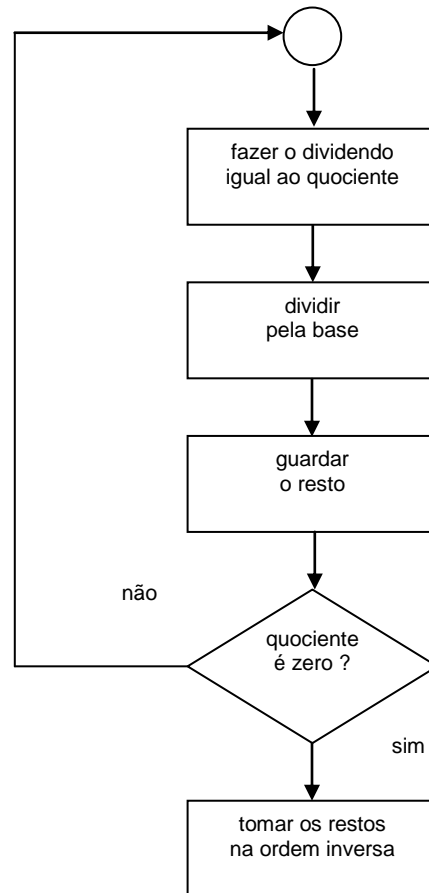 fazer o dividendo
igual ao quociente
dividir
pela base
guardar
o resto
não
quociente
é zero ?
sim
tomar os restos
na ordem inversa